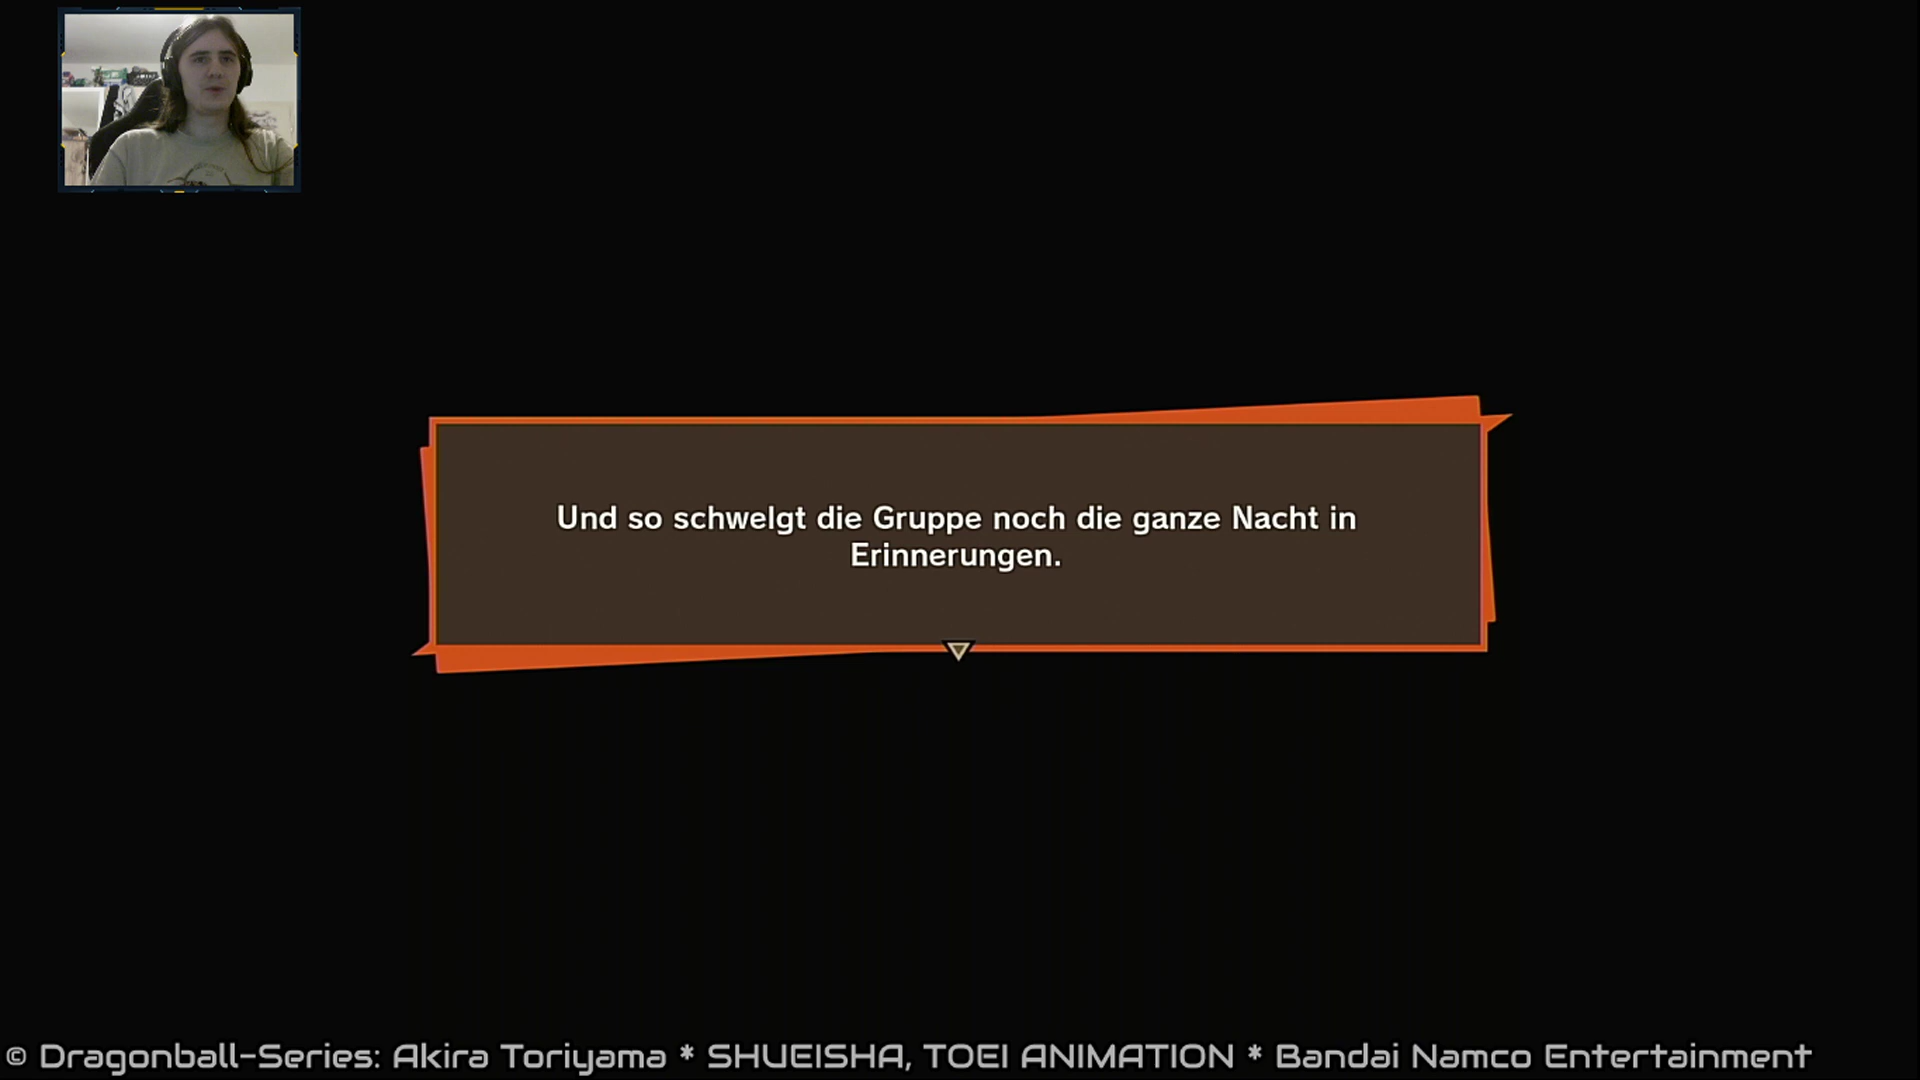 Und so schwelgt die Gruppe noch die ganze Nacht in
Erinnerungen.
© Dragonball-Series: Akira Toriyama * SHUEISHA, TOEI ANIMATION * Bandai Namco Entertainment